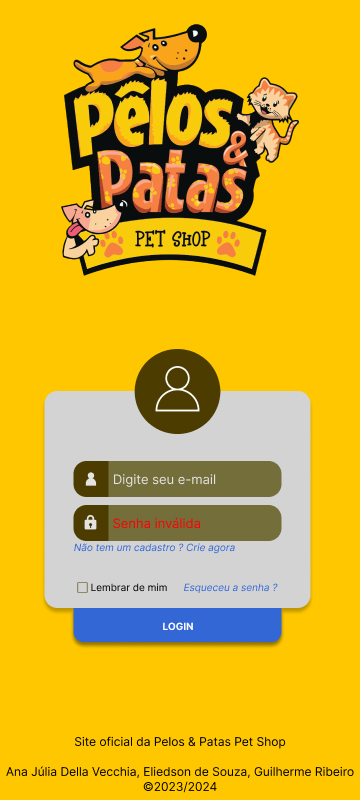 Pêlos
&
Patas
PET SHOP
Digite seu e-mail
Senha inválida
Não tem um cadastro ? Crie agora
Lembrar de mim Esqueceu a senha ?
LOGIN
Site oficial da Pelos & Patas Pet Shop
Ana Júlia Della Vecchia, Eliedson de Souza, Guilherme Ribeiro
©2023/2024